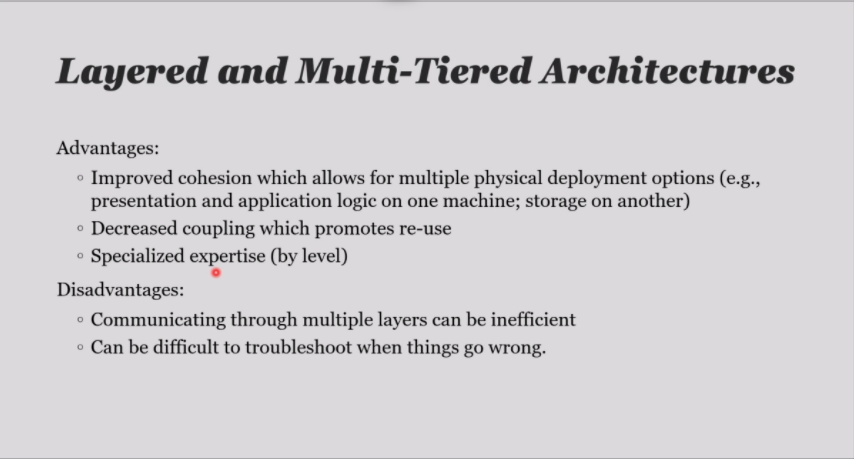 Layered and Multi-Tiered Architectures
Advantages:
◦ Improved cohesion which allows for multiple physical deployment options (e.g.,
presentation and application logic on one machine; storage on another)
◦ Decreased coupling which promotes re-use
◦ Specialized expertise (by level)
Disadvantages:
◦ Communicating through multiple layers can be inefficient
◦ Can be difficult to troubleshoot when things go wrong.